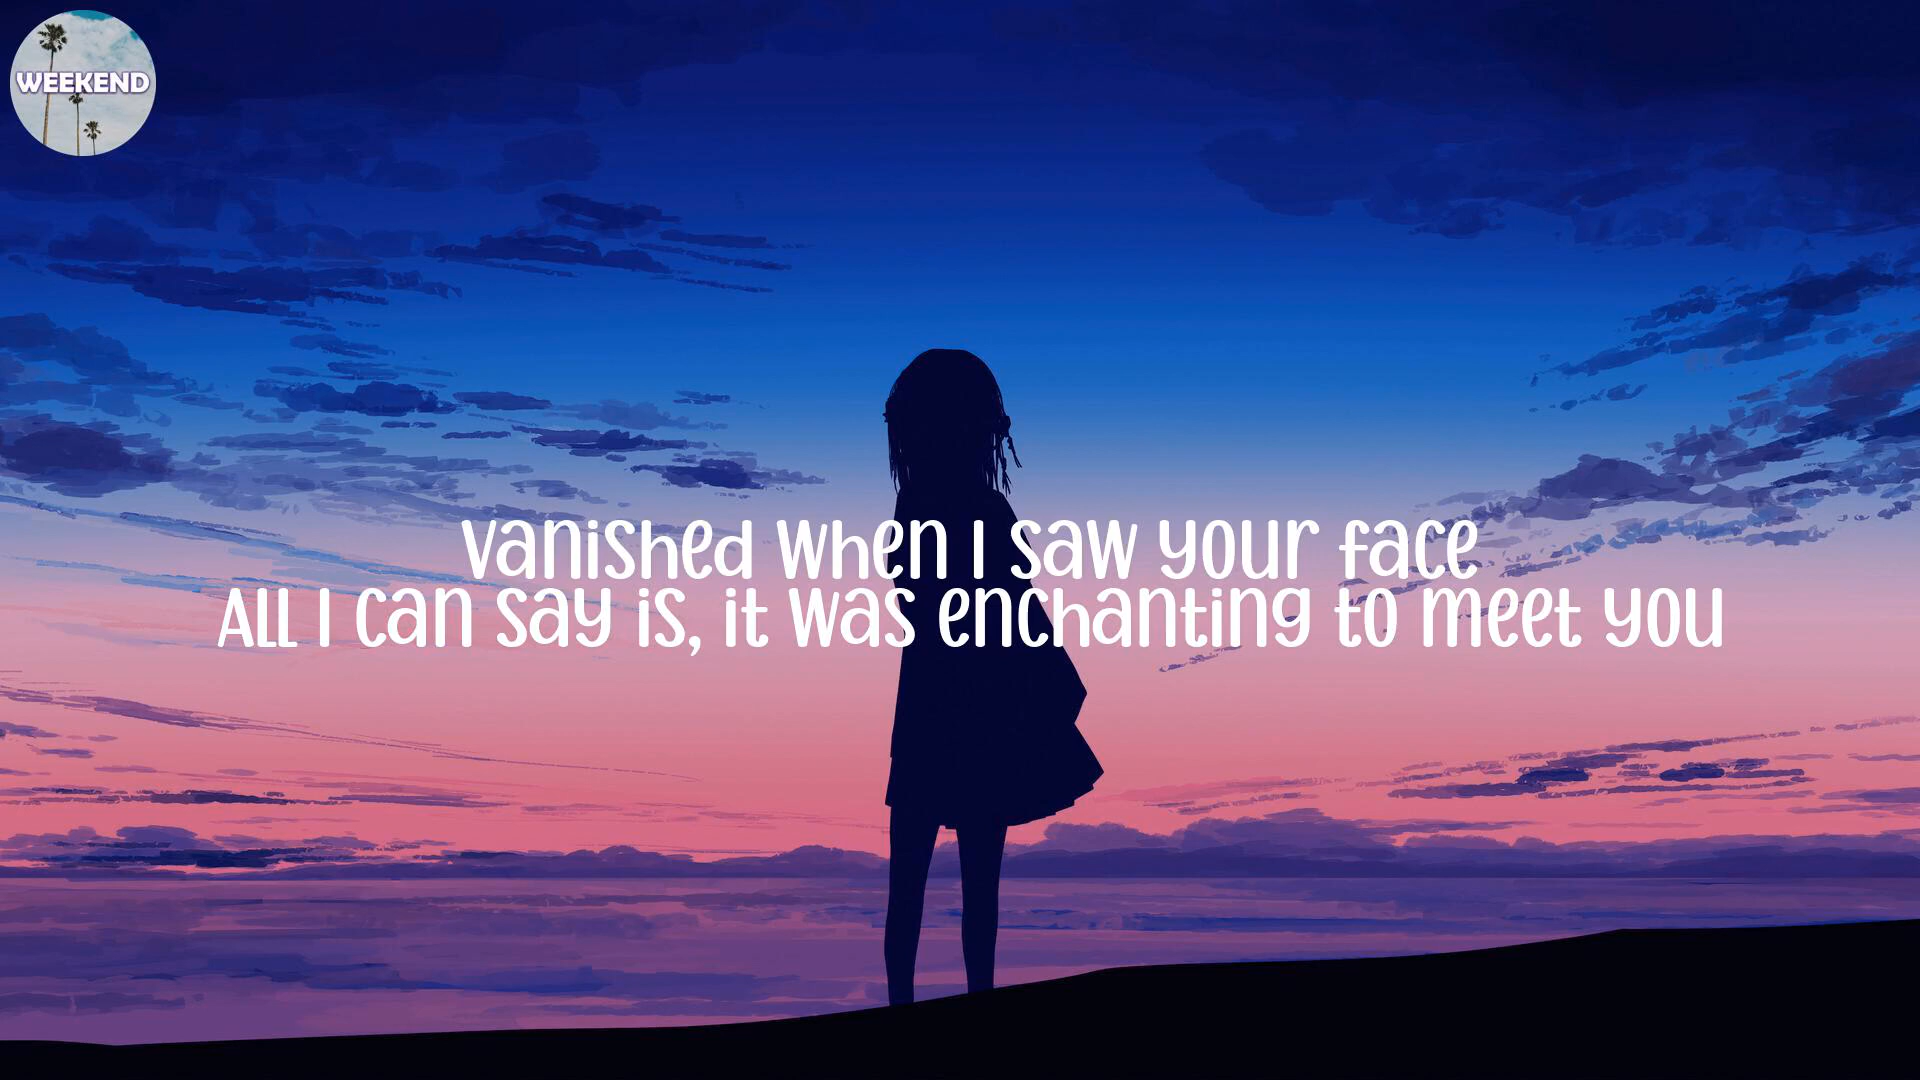 WEEKEND
Vanished when I saw your face
All I can say is, it was enchanting to meet you